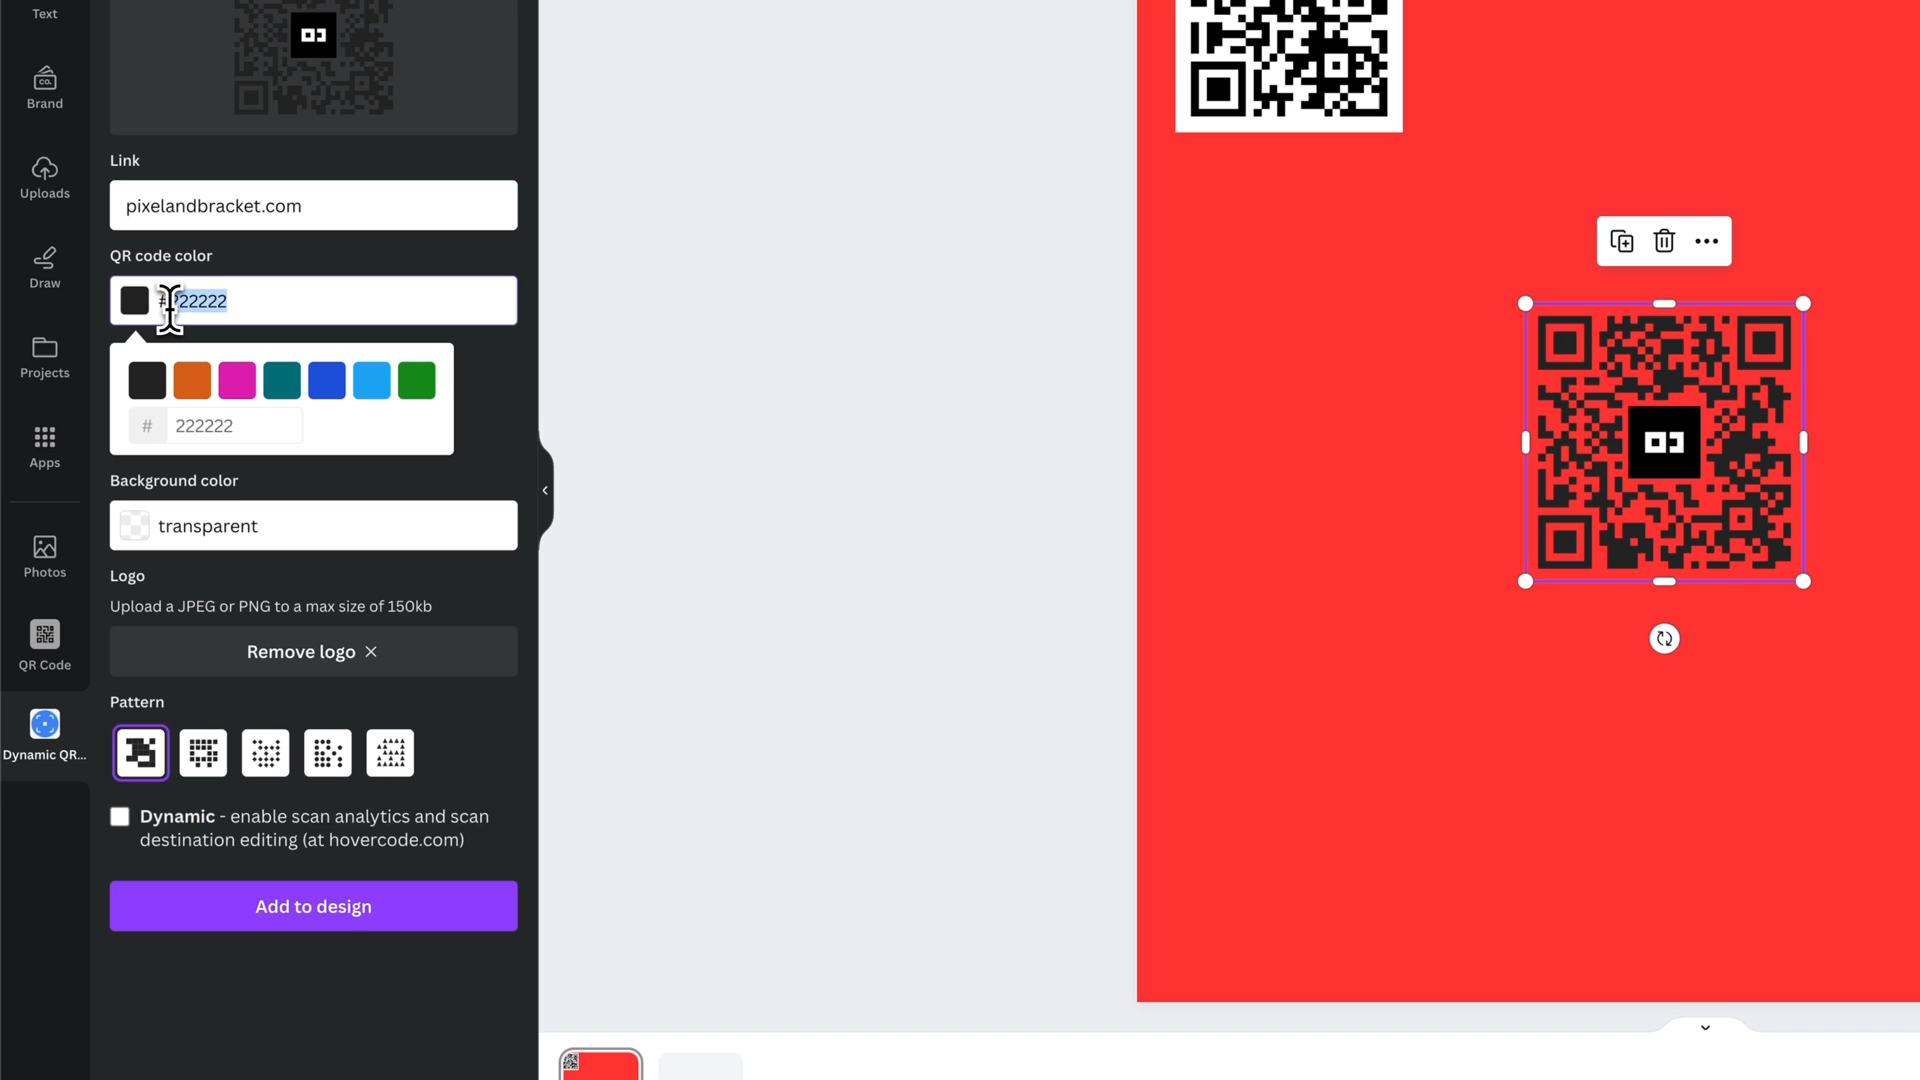 Text
Brand
Uploads
Draw
Projects
Apps
Photos
QR Code
Dynamic QR...
Link
pixelandbracket.com
QR code color
#222222
# 222222
Background color
transparent
Logo
Upload a JPEG or PNG to a max size of 150kb
Remove logo ×
Pattern
Dynamic - enable scan analytics and scan
destination editing (at hovercode.com)
Add to design